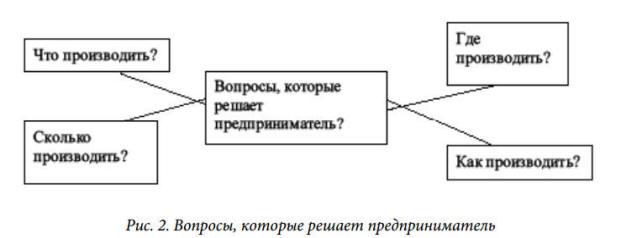 Что производить?
Где
производить?
Вопросы, которые
решает
предприниматель?
Сколько
производить?
Как производить?
Рис. 2. Вопросы, которые решает предприниматель